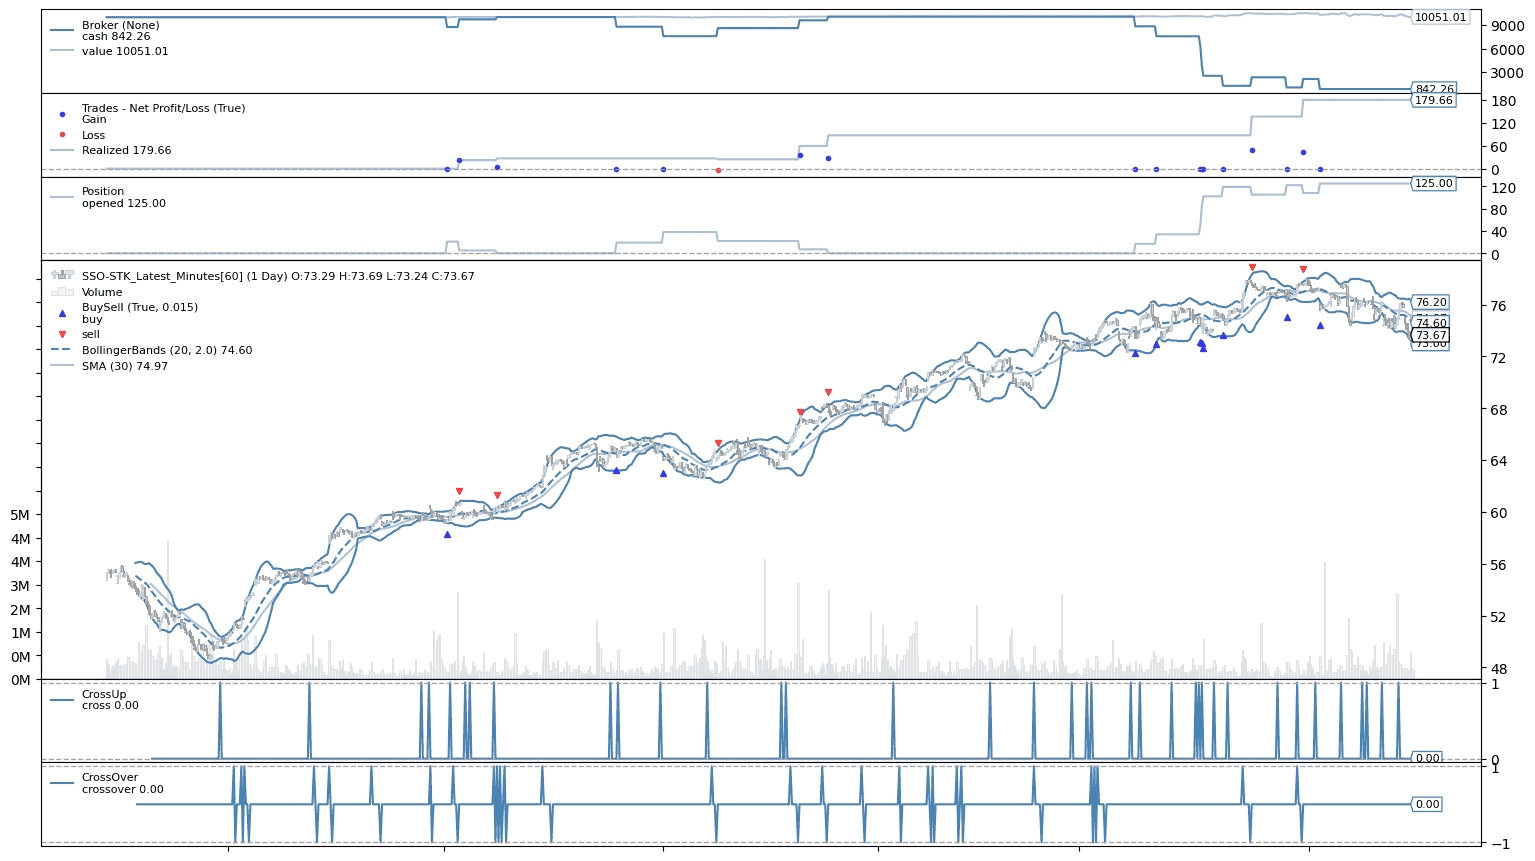 Broker (None)
cash 842.26
value 10051.01
10051.01
9000
6000
3000
842.26
Trades - Net Profit/Loss (True)
Gain
Loss
Realized 179.66
179.66
180
120
60
0
Position
opened 125.00
125.00
120
80
40
0
SSO-STK_Latest_Minutes[60] (1 Day) O:73.29 H:73.69 L:73.24 C:73.67
Volume
BuySell (True, 0.015)
buy
sell
BollingerBands (20, 2.0) 74.60
SMA (30) 74.97
76.20
74.60
73.67
76
72
68
64
60
56
52
48
5M
4M
4M
3M
2M
1M
0M
0M
CrossUp
cross 0.00
1
0.00
0
CrossOver
crossover 0.00
1
0.00
−1